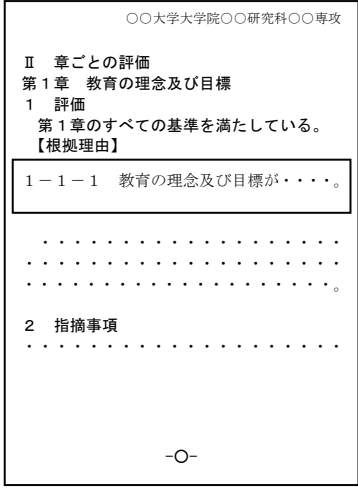 ○○大学大学院○○研究科○○専攻
Ⅱ　章ごとの評価
第１章　教育の理念及び目標
１　評価
第１章のすべての基準を満たしている。
【根拠理由】
１－１－１　教育の理念及び目標が・・・・。
・・・・・・・・・・・・・・・・・・・
・・・・・・・・・・・・・・・・・・・・
・・・・・・・・・・・・・・・・・・・。
２　指摘事項
・・・・・・・・・・・・・・・・・・・・
-○-